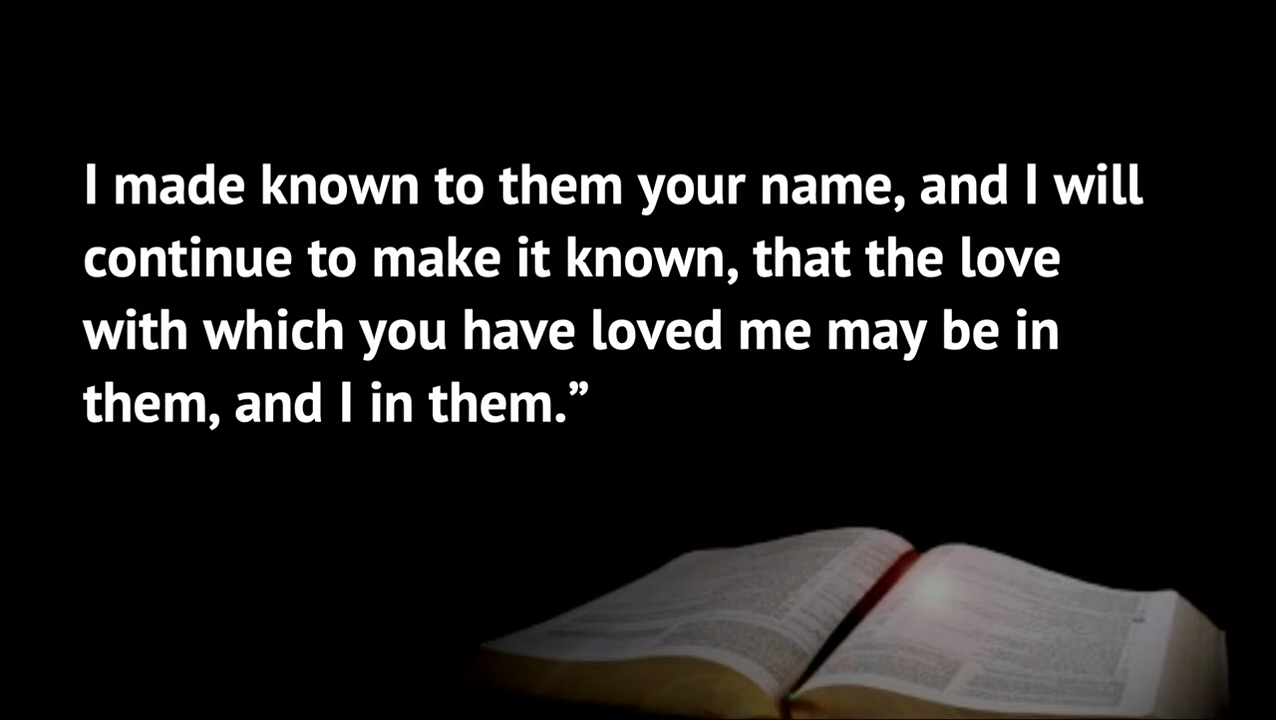 I made known to them your name, and I will
continue to make it known, that the love
with which you have loved me may be in
them, and I in them.”